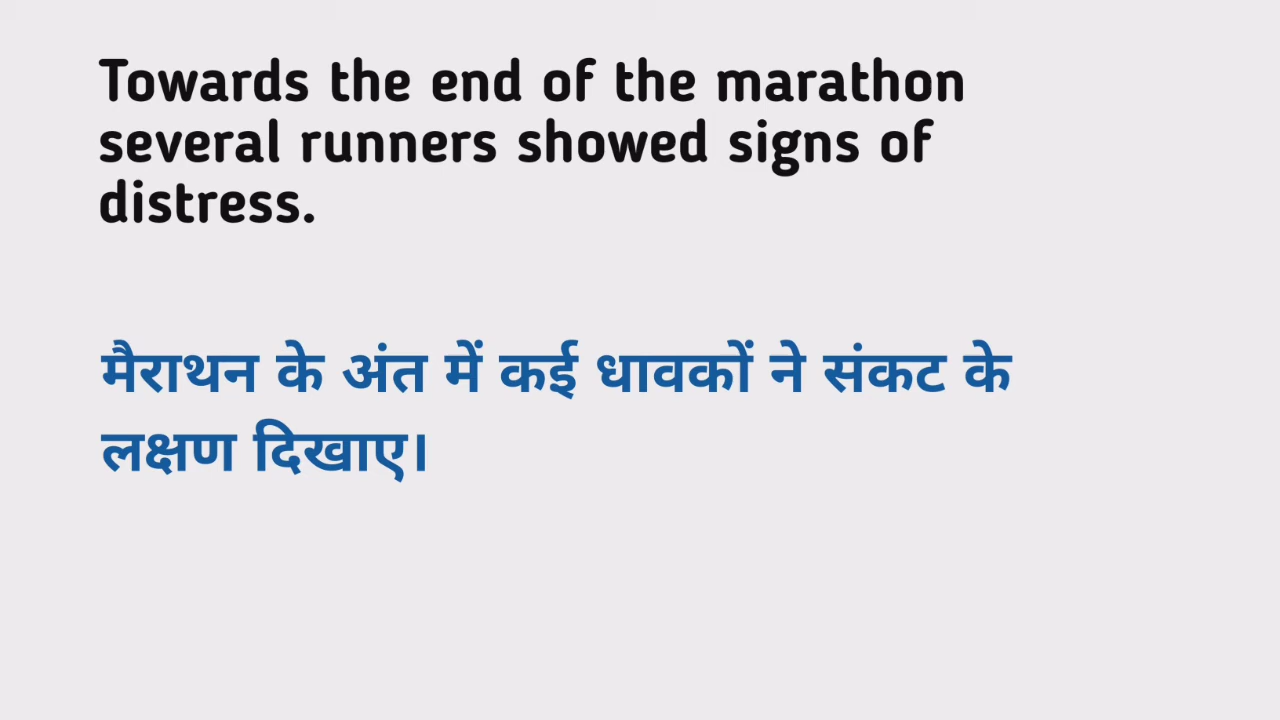 Towards the end of the marathon
several runners showed signs of
distress.
मैराथन के अंत में कई धावकों ने संकट के
लक्षण दिखाए।